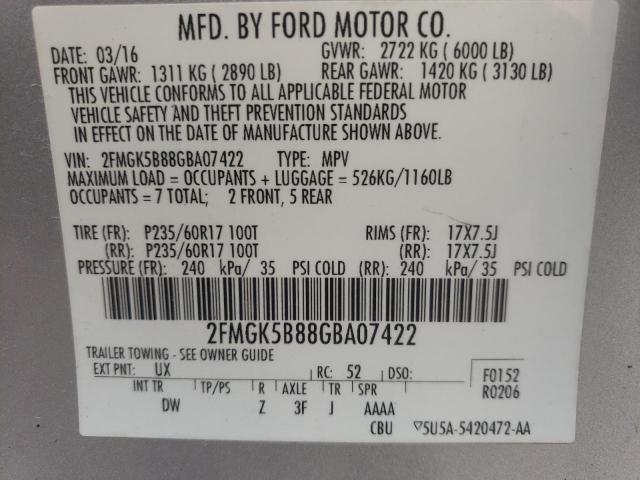 MFD. BY FORD MOTOR CO.
DATE: 03/16 GVWR: 2722 KG ( 6000 LB)
FRONT GAWR: 1311 KG ( 2890 LB) REAR GAWR: 1420 KG ( 3130 LB)
THIS VEHICLE CONFORMS TO ALL APPLICABLE FEDERAL MOTOR
VEHICLE SAFETY AND THEFT PREVENTION STANDARDS
IN EFFECT ON THE DATE OF MANUFACTURE SHOWN ABOVE.
VIN: 2FMGK5B88GBA07422 TYPE: MPV
MAXIMUM LOAD = OCCUPANTS + LUGGAGE = 526KG/1160LB
OCCUPANTS = 7 TOTAL; 2 FRONT, 5 REAR
TIRE (FR): P235/60R17 100T RIMS (FR): 17X7.5J
(RR): P235/60R17 100T (RR): 17X7.5J
PRESSURE (FR): 240 kPa/ 35 PSI COLD (RR): 240 kPa/ 35 PSI COLD
2FMGK5B88GBA07422
TRAILER TOWING - SEE OWNER GUIDE
EXT PNT: UX RC: 52 DSO: F0152
INT TR TP/PS R AXLE TR SPR R0206
DW Z 3F J AAAA
CBU 5U5A-5420472-AA